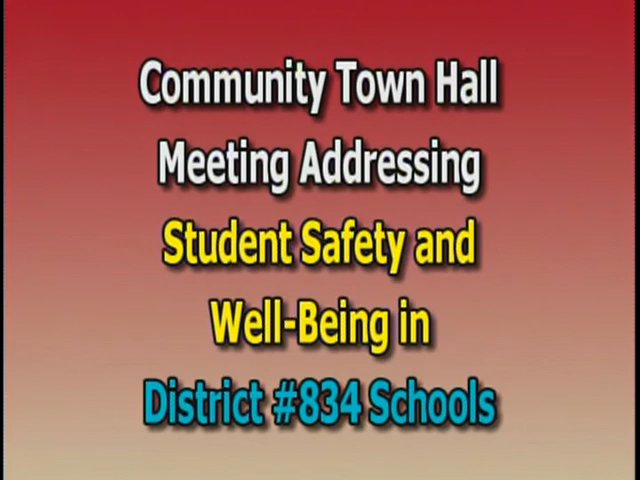 Community Town Hall
Meeting Addressing
Student Safety and
Well-Being in
District #834 Schools